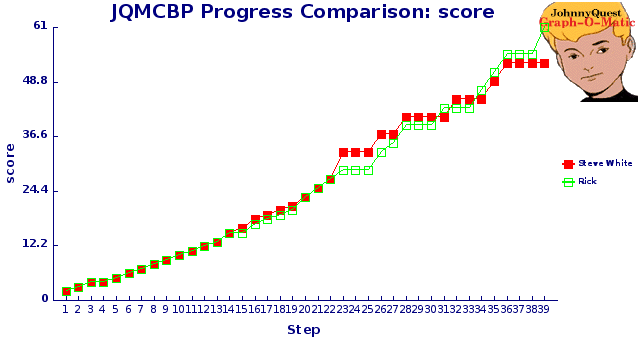 JQMCBP Progress Comparison: score
JohnnyQuest
Graph-O-Matic
61
48.8
36.6
24.4
12.2
0
score
1 2 3 4 5 6 7 8 9 10 11 12 13 14 15 16 17 18 19 20 21 22 23 24 25 26 27 28 29 30 31 32 33 34 35 36 37 38 39
Step
Steve White
Rick